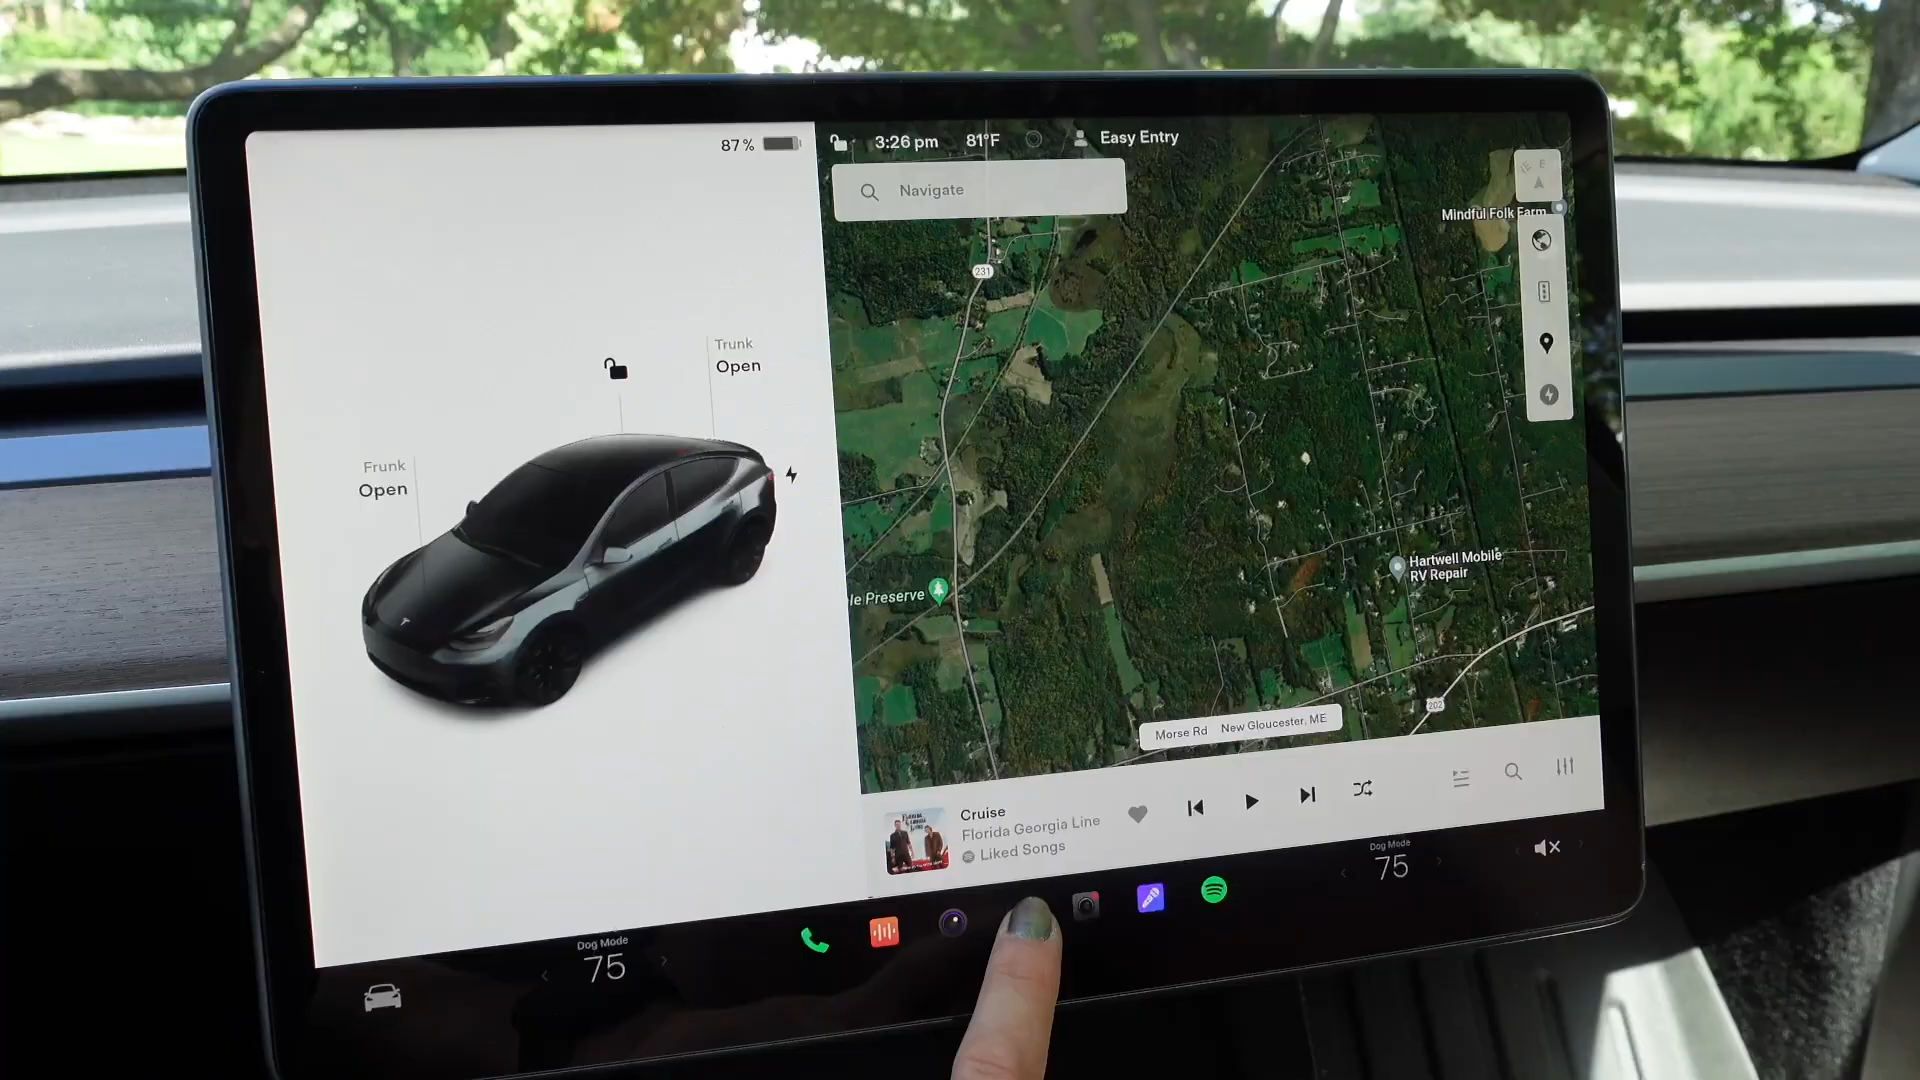 87 %
3:26 pm 81°F Easy Entry
Navigate
E
Mindful Folk Farm
231
Trunk
Open
Frunk
Open
Hartwell Mobile
RV Repair
le Preserve
202
Morse Rd New Gloucester, ME
Cruise
Florida Georgia Line
Liked Songs
Dog Mode
75
Dog Mode
75